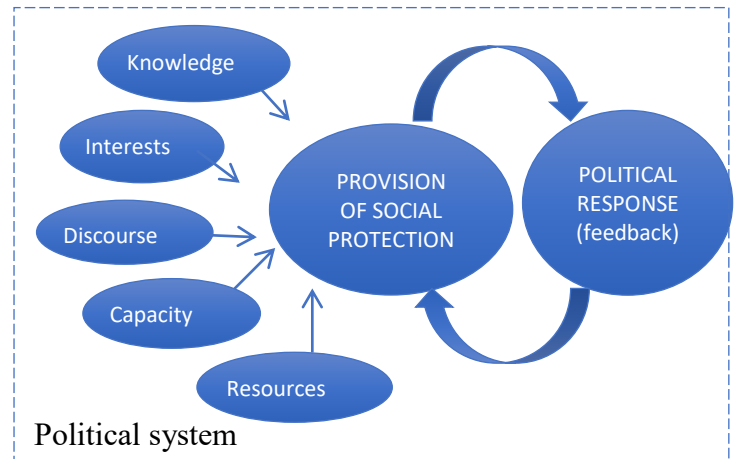 Knowledge
Interests
Discourse
Capacity
Resources
PROVISION
OF SOCIAL
PROTECTION
POLITICAL
RESPONSE
(feedback)
Political system